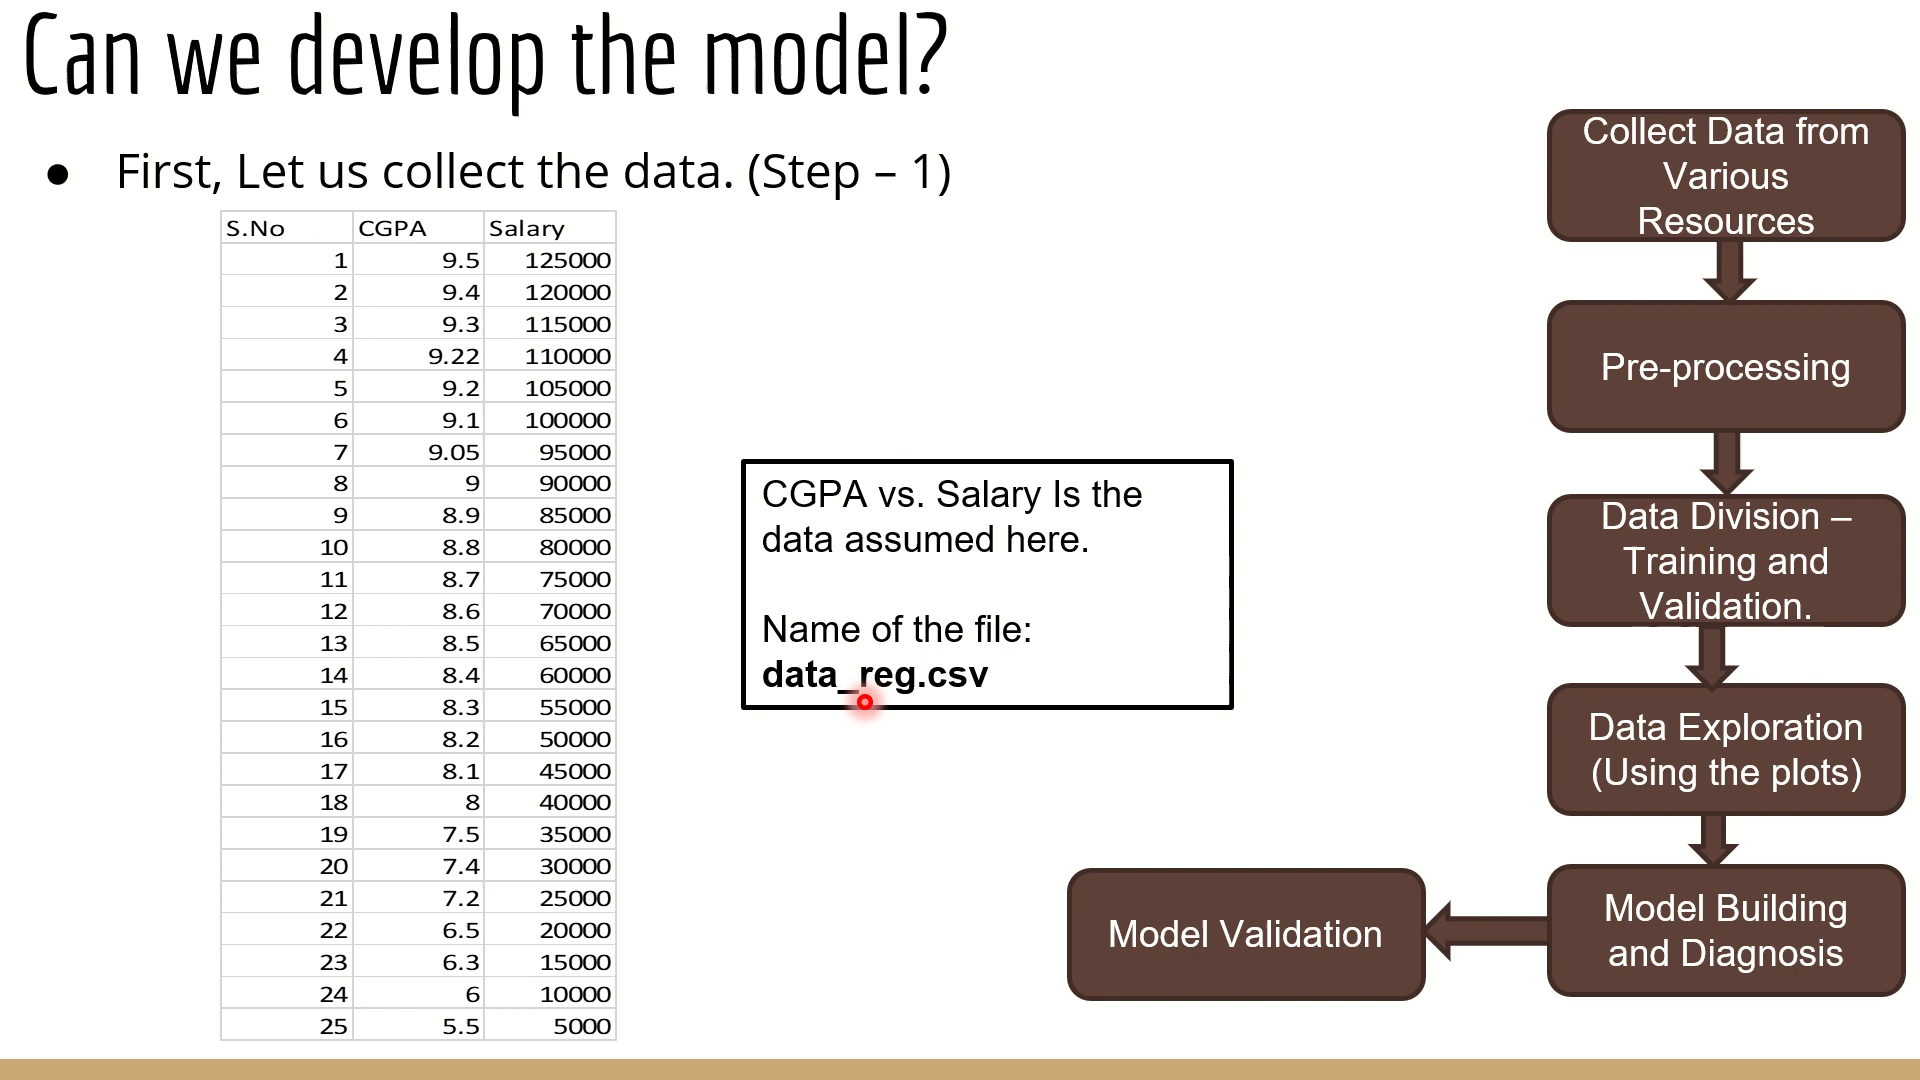 Can we develop the model?
● First, Let us collect the data. (Step – 1)
S.No CGPA Salary
1 9.5 125000
2 9.4 120000
3 9.3 115000
4 9.22 110000
5 9.2 105000
6 9.1 100000
7 9.05 95000
8 9 90000
9 8.9 85000
10 8.8 80000
11 8.7 75000
12 8.6 70000
13 8.5 65000
14 8.4 60000
15 8.3 55000
16 8.2 50000
17 8.1 45000
18 8 40000
19 7.5 35000
20 7.4 30000
21 7.2 25000
22 6.5 20000
23 6.3 15000
24 6 10000
25 5.5 5000
CGPA vs. Salary Is the
data assumed here.
Name of the file:
data_reg.csv
Collect Data from
Various
Resources
Pre-processing
Data Division –
Training and
Validation.
Data Exploration
(Using the plots)
Model Building
and Diagnosis
Model Validation